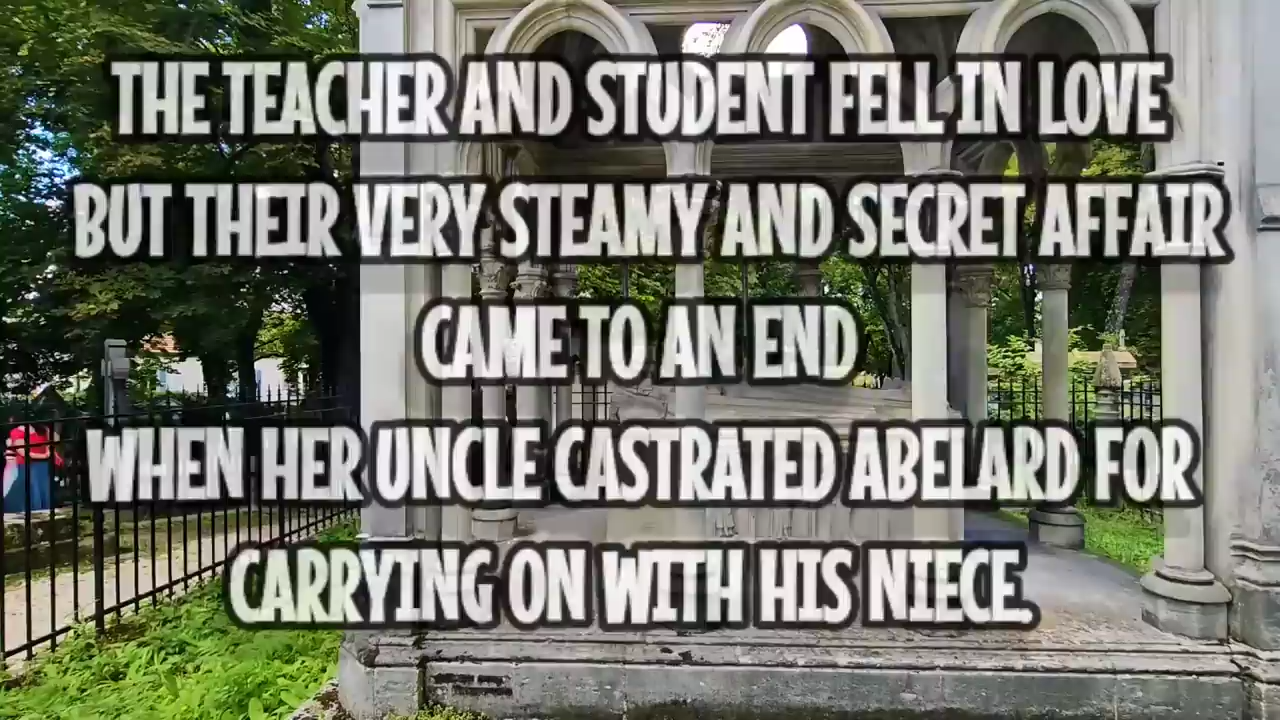 THE TEACHER AND STUDENT FELL IN LOVE
BUT THEIR VERY STEAMY AND SECRET AFFAIR
CAME TO AN END
WHEN HER UNCLE CASTRATED ABELARD FOR
CARRYING ON WITH HIS NIECE.